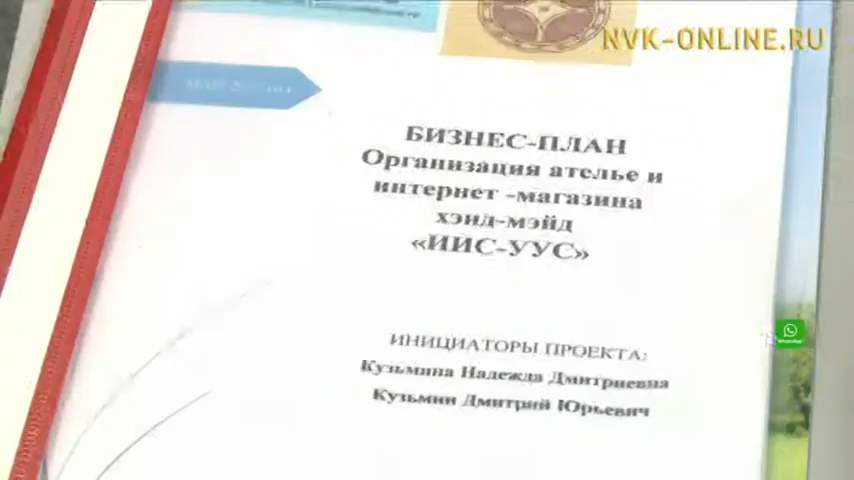 NVK-ONLINE.RU
БИЗНЕС-ПЛАН
Организация ателье и
интернет -магазина
хэнд-мэйд
«ИИС-УУС»
ИНИЦИАТОРЫ ПРОЕКТА:
Кузьмина Надежда Дмитриевна
Кузьмин Дмитрий Юрьевич
WhatsApp